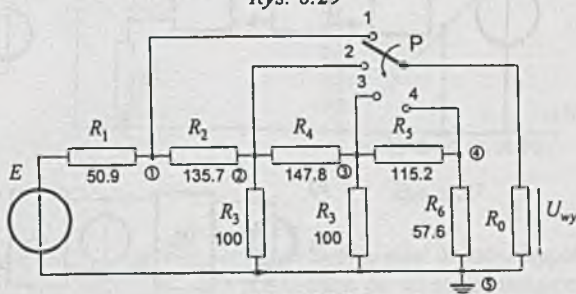 Rys. 6.29
1
2
P
3
4
R₁
R₂
R₄
R₅
E
50.9
①
135.7
②
147.8
③
115.2
④
R₃
100
R₃
100
R₆
57.6
R₀
U_wy
⑤